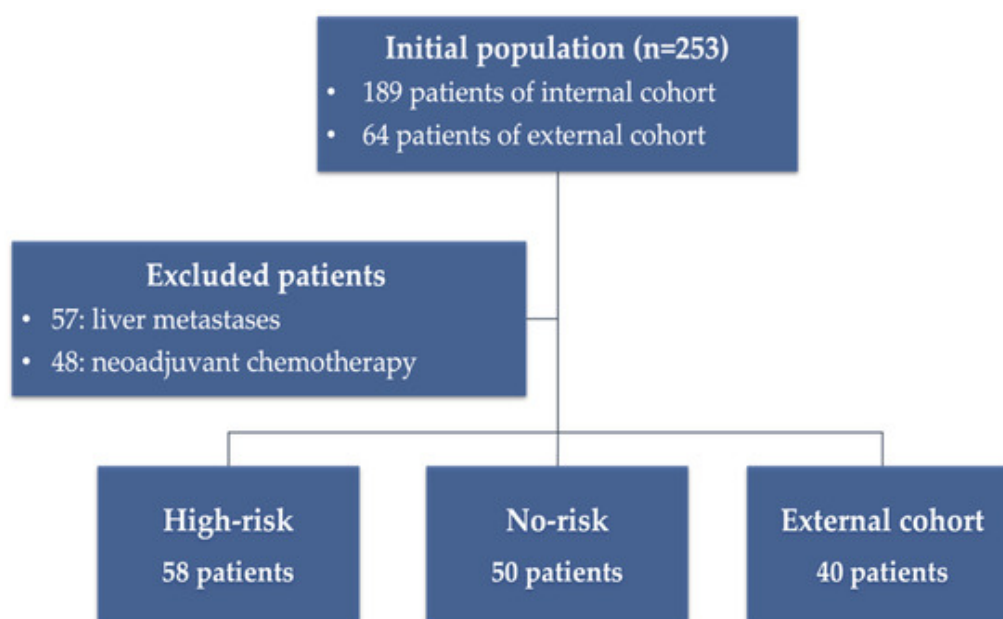 Initial population (n=253)
• 189 patients of internal cohort
• 64 patients of external cohort
Excluded patients
• 57: liver metastases
• 48: neoadjuvant chemotherapy
High-risk
58 patients
No-risk
50 patients
External cohort
40 patients